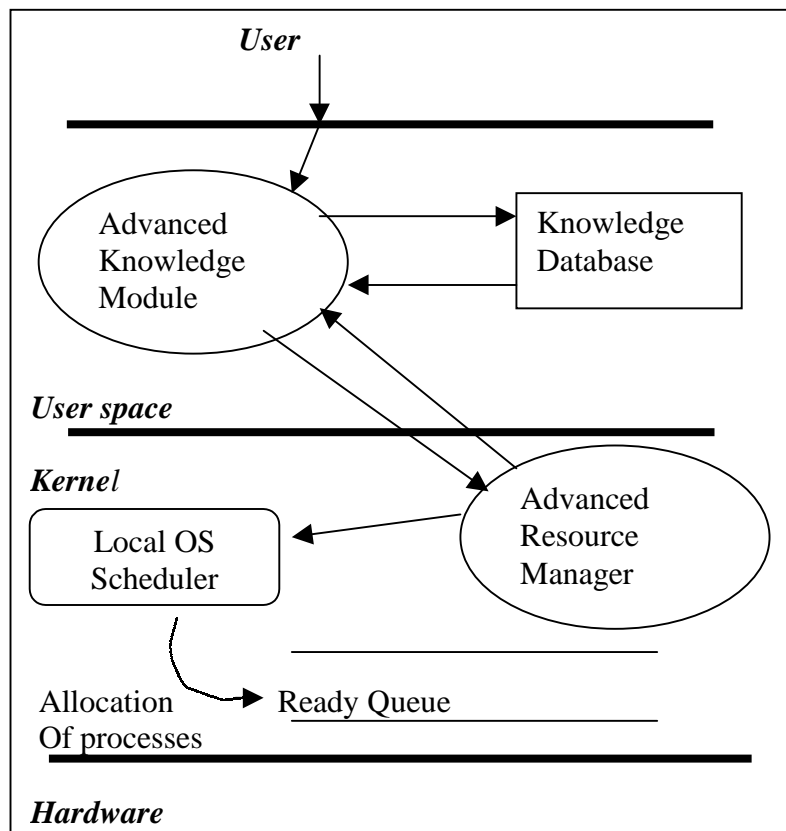 User
Advanced
Knowledge
Module
Knowledge
Database
User space
Kernel
Local OS
Scheduler
Advanced
Resource
Manager
Allocation
Of processes
Ready Queue
Hardware